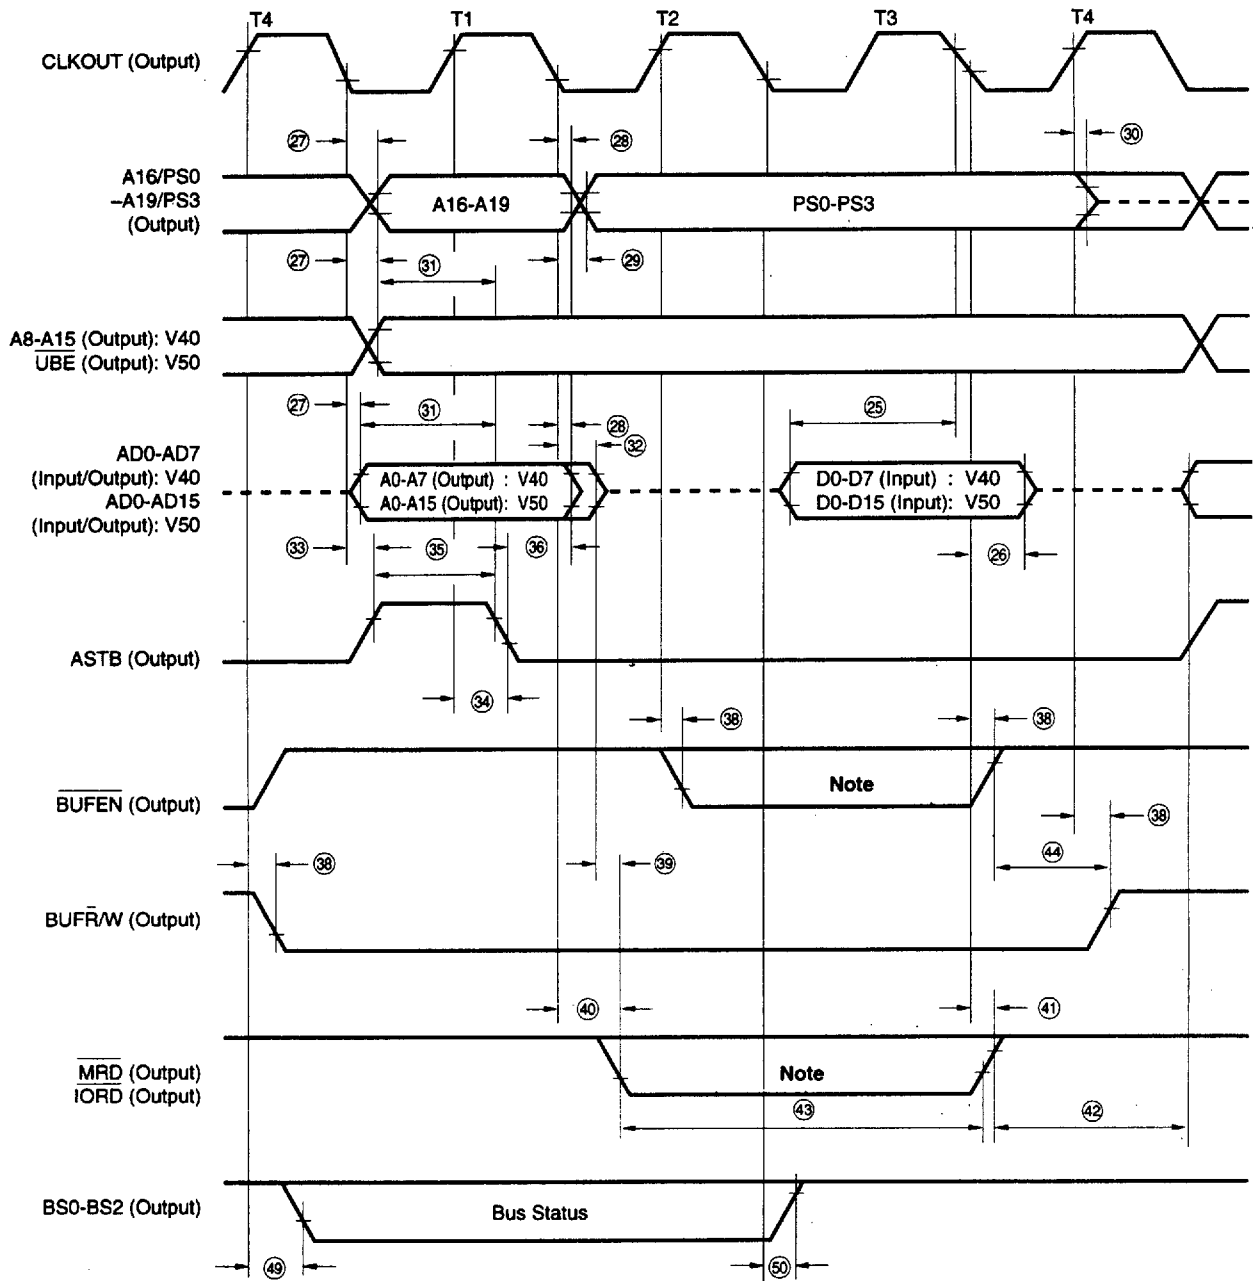 T4 T1 T2 T3 T4
CLKOUT (Output)
27 28 30
A16/PS0
–A19/PS3
(Output)
A16-A19 PS0-PS3
27 31 29
A8-A15 (Output): V40
UBE (Output): V50
27 31 28 25
32
AD0-AD7
(Input/Output): V40
AD0-AD15
(Input/Output): V50
A0-A7 (Output) : V40
A0-A15 (Output): V50
D0-D7 (Input) : V40
D0-D15 (Input): V50
33 35 36 26
ASTB (Output)
34 38 38
BUFEN (Output)
Note
38
38 39 44
BUFR/W (Output)
40 41
MRD (Output)
IORD (Output)
Note
43 42
BS0-BS2 (Output)
Bus Status
49 50